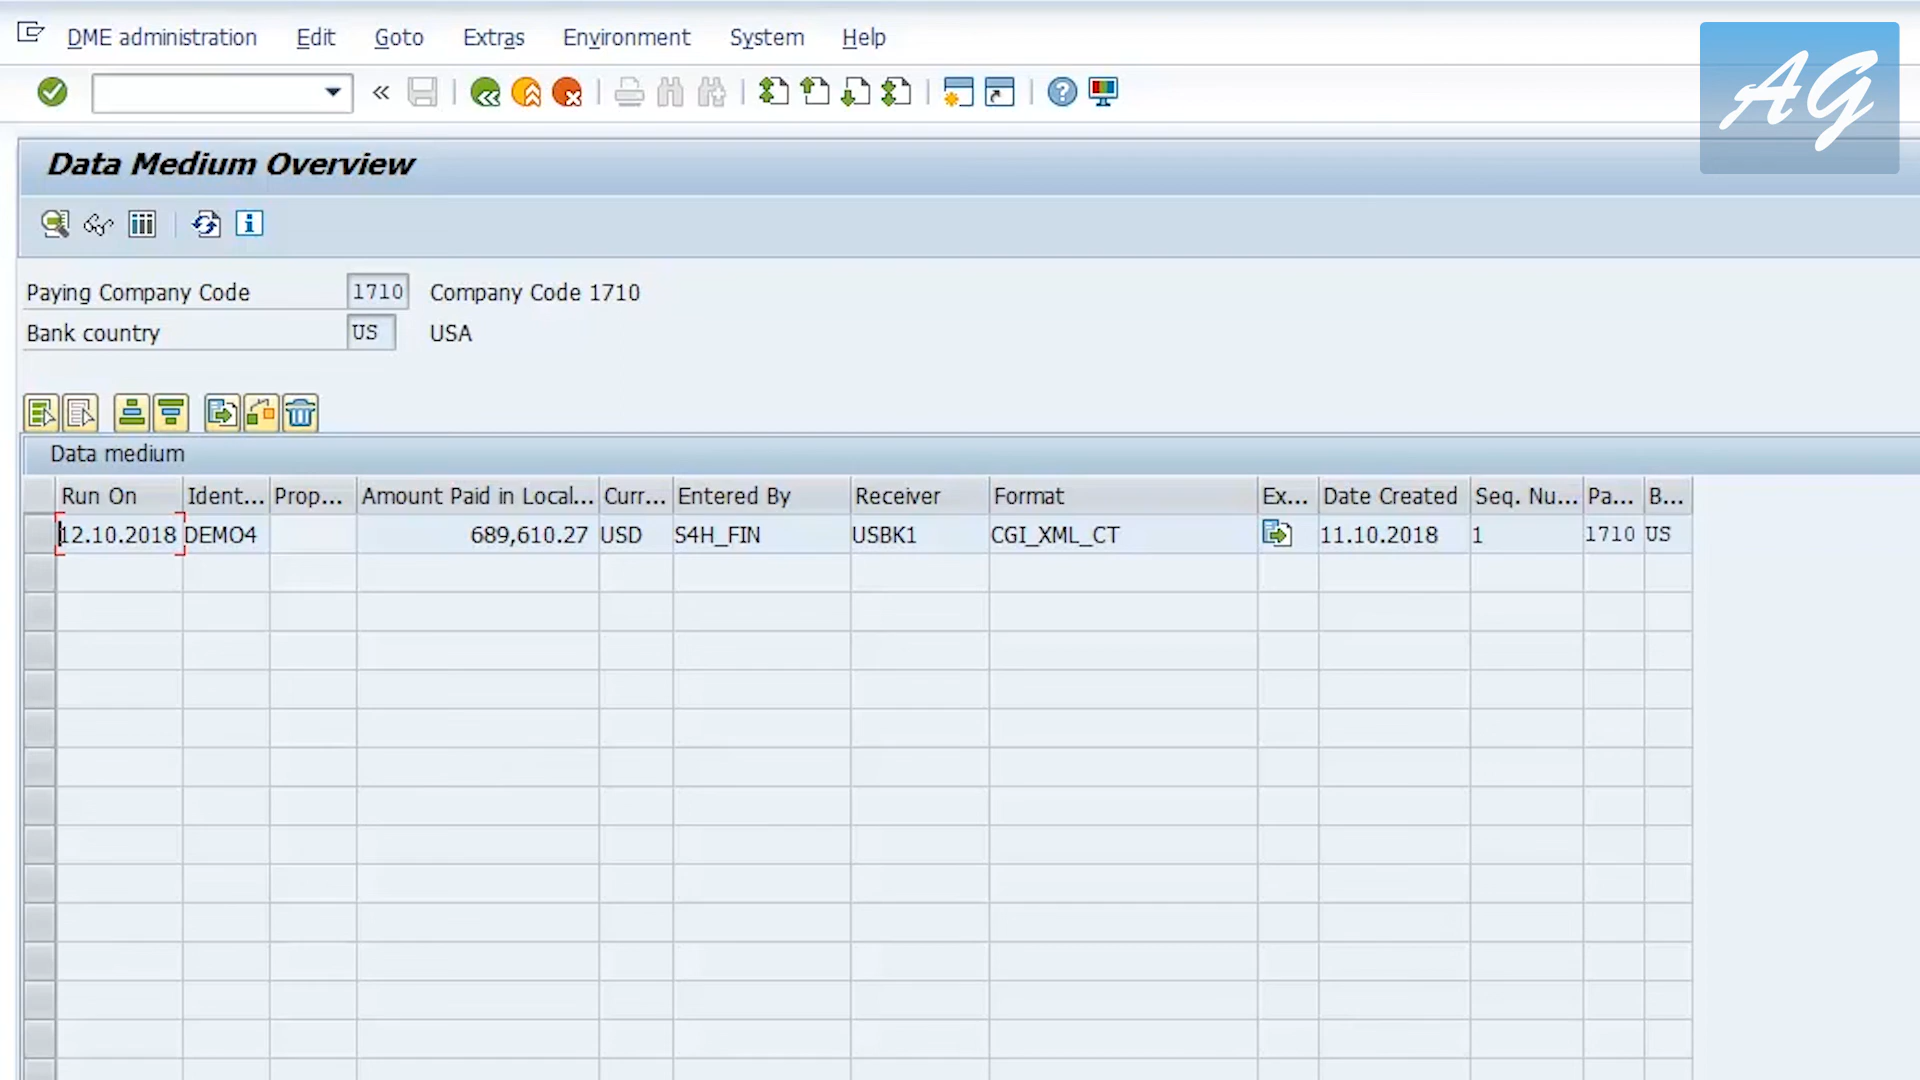 DME administration Edit Goto Extras Environment System Help
AG
Data Medium Overview
Paying Company Code 1710 Company Code 1710
Bank country US USA
Data medium
Run On Ident... Prop... Amount Paid in Local... Curr... Entered By Receiver Format Ex... Date Created Seq. Nu... Pa... B...
12.10.2018 DEMO4 689,610.27 USD S4H_FIN USBK1 CGI_XML_CT 11.10.2018 1 1710 US